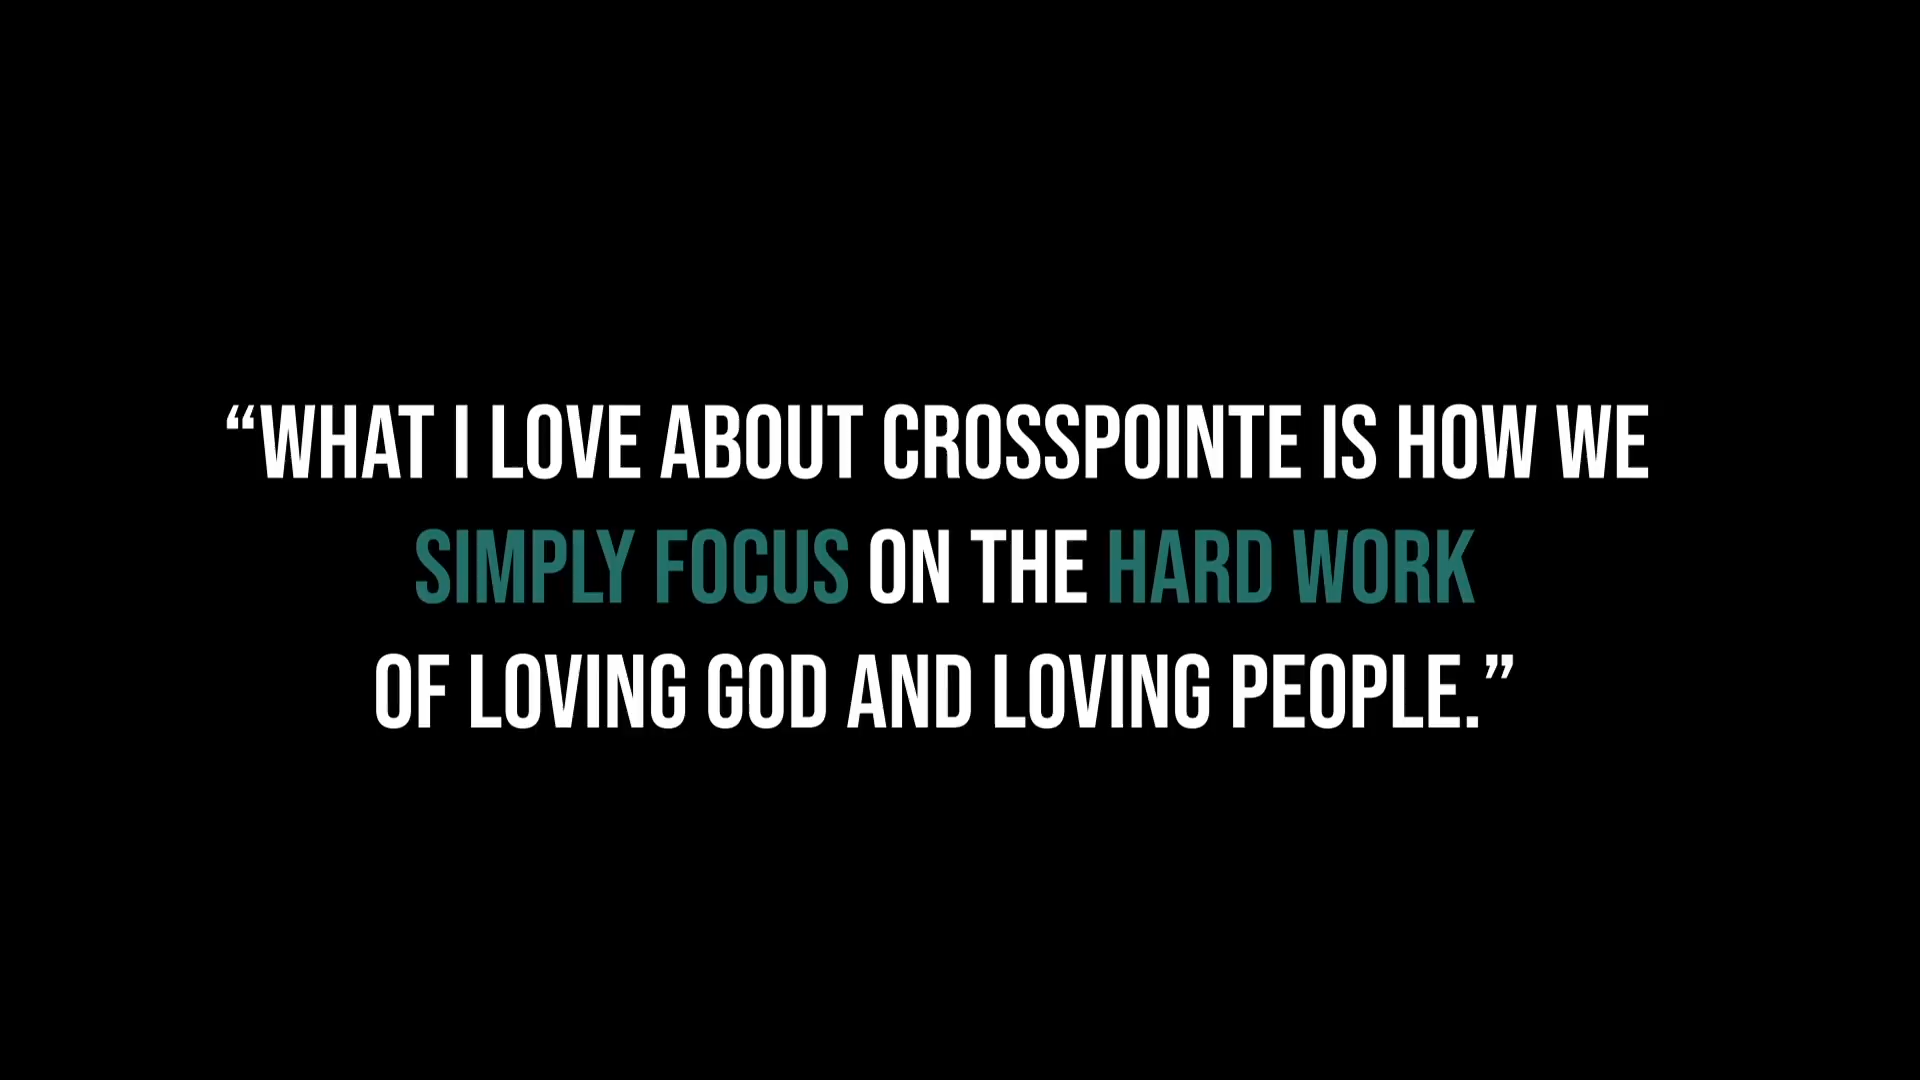 “WHAT I LOVE ABOUT CROSSPOINTE IS HOW WE
SIMPLY FOCUS ON THE HARD WORK
OF LOVING GOD AND LOVING PEOPLE.”